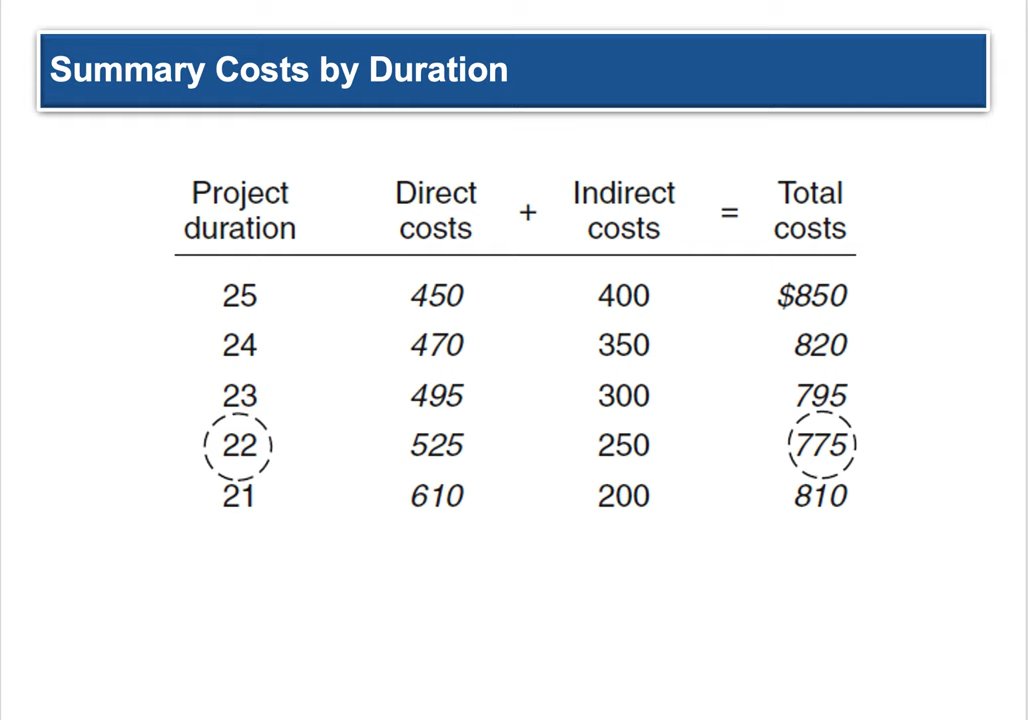 Summary Costs by Duration
Project duration Direct costs + Indirect costs = Total costs
25 450 400 $850
24 470 350 820
23 495 300 795
22 525 250 775
21 610 200 810